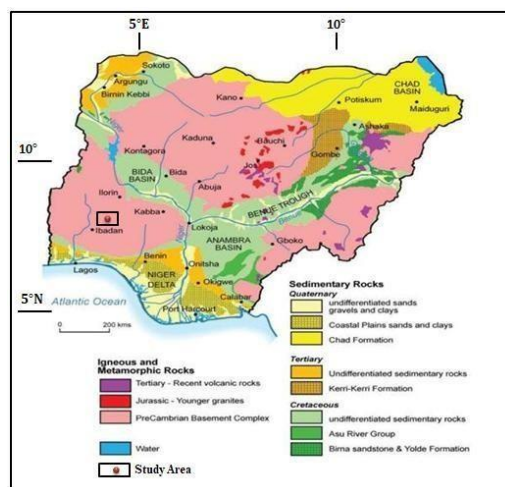 5°E
10°
Sokoto
Argungu
Birnin Kebbi
CHAD
BASIN
Kano
Potiskum
Maiduguri
Kaduna
Bauchi
Ashaka
Kontagora
Jos
Gombe
10°
BIDA
BASIN
Bida
Abuja
Ilorin
BENUE TROUGH
Kabba
Benue
Ibadan
Lokoja
Niger
ANAMBRA
BASIN
Gboko
Lagos
Benin
Onitsha
NIGER
DELTA
Okigwe
Calabar
5°N
Atlantic Ocean
Port Harcourt
0
200 kms
Igneous and
Metamorphic Rocks
Tertiary - Recent volcanic rocks
Jurassic - Younger granites
PreCambrian Basement Complex
Water
Study Area
Sedimentary Rocks
Quaternary
undifferentiated sands
gravels and clays
Coastal Plains sands and clays
Chad Formation
Tertiary
Undifferentiated sedimentary rocks
Kerri-Kerri Formation
Cretaceous
undifferentiated sedimentary rocks
Asu River Group
Bima sandstone & Yolde Formation